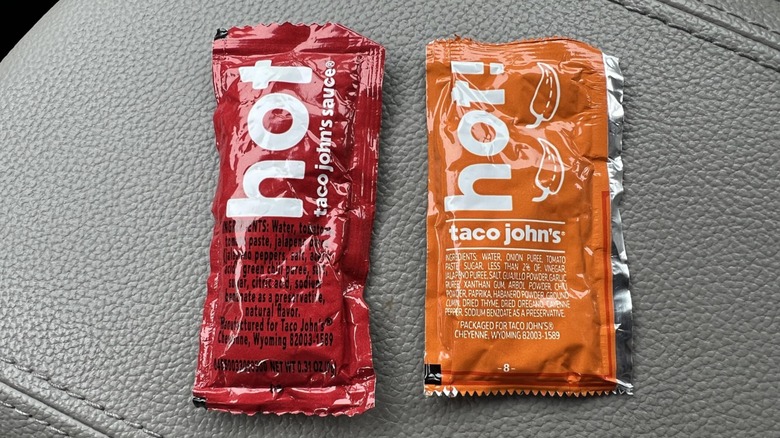 hot
taco john's sauce®
INGREDIENTS: Water,
tomato paste, jalapeno
(jalapeno peppers, salt,
green chili puree,
citric acid, sodium
benzoate as a preservative,
natural flavor.
Manufactured for Taco John's®
Cheyenne, Wyoming 82003-1589
NET WT 0.31 OZ
hot!
taco john's®
INGREDIENTS: WATER, ONION PUREE, TOMATO
PASTE, SUGAR, LESS THAN 2% OF: VINEGAR,
JALAPENO PUREE, SALT, GUAJILLO POWDER, GARLIC
PUREE, XANTHAN GUM, ARBOL POWDER, CHILI
POWDER, PAPRIKA, HABANERO POWDER, GROUND
CUMIN, DRIED THYME, DRIED OREGANO, CAYENNE
PEPPER, SODIUM BENZOATE AS A PRESERVATIVE.
PACKAGED FOR TACO JOHN'S®
CHEYENNE, WYOMING 82003-1589
-8-